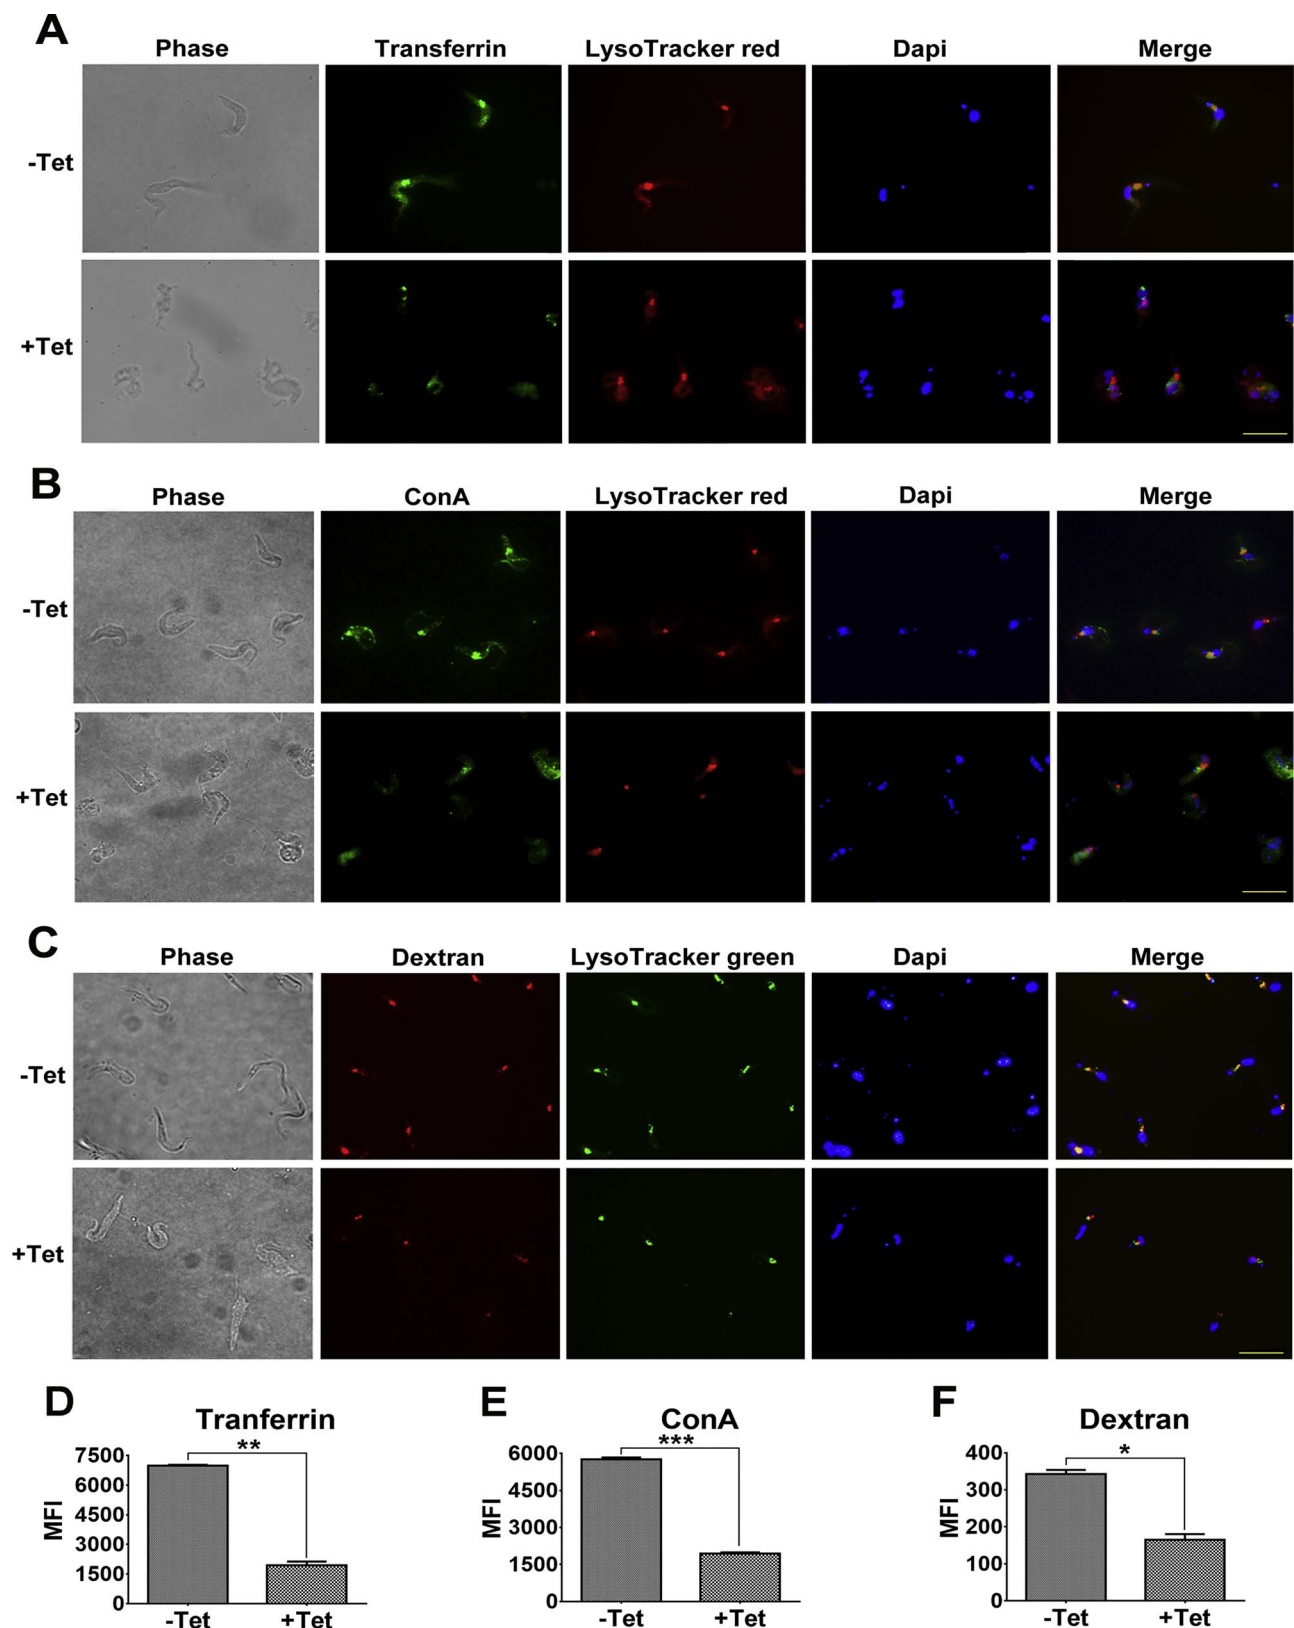 A
Phase Transferrin LysoTracker red Dapi Merge
-Tet
+Tet
B
Phase ConA LysoTracker red Dapi Merge
-Tet
+Tet
C
Phase Dextran LysoTracker green Dapi Merge
-Tet
+Tet
D
Tranferrin
**
7500
6000
4500
3000
1500
0
MFI
-Tet +Tet
E
ConA
***
6000
4500
3000
1500
0
MFI
-Tet +Tet
F
Dextran
*
400
300
200
100
0
MFI
-Tet +Tet